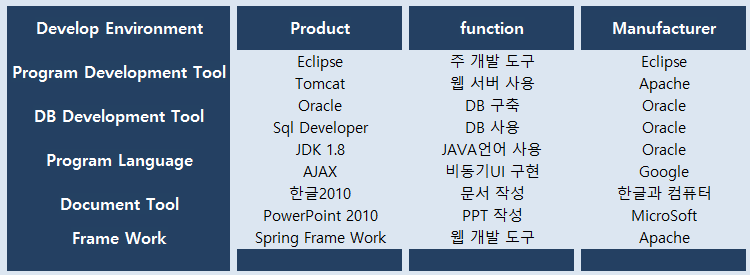 Develop Environment Product function Manufacturer
Program Development Tool Eclipse 주 개발 도구 Eclipse
Tomcat 웹 서버 사용 Apache
DB Development Tool Oracle DB 구축 Oracle
Sql Developer DB 사용 Oracle
Program Language JDK 1.8 JAVA언어 사용 Oracle
AJAX 비동기UI 구현 Google
Document Tool 한글2010 문서 작성 한글과 컴퓨터
PowerPoint 2010 PPT 작성 MicroSoft
Frame Work Spring Frame Work 웹 개발 도구 Apache